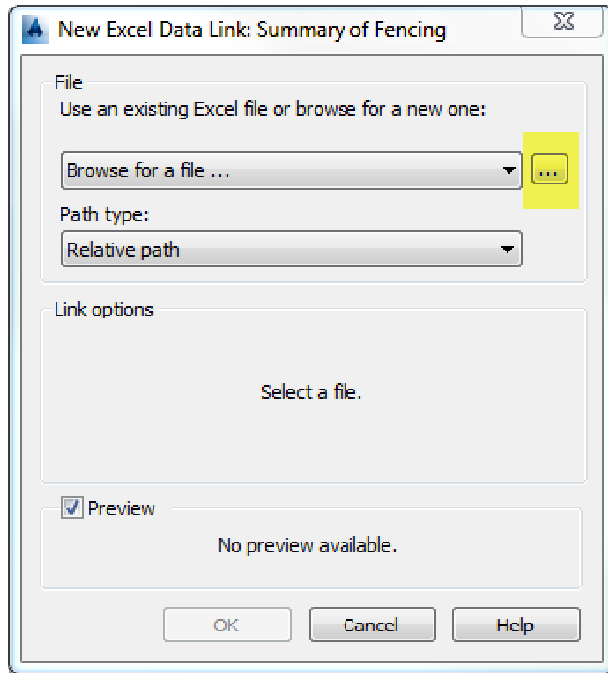 New Excel Data Link: Summary of Fencing
File
Use an existing Excel file or browse for a new one:
Browse for a file ...
...
Path type:
Relative path
Link options
Select a file.
Preview
No preview available.
OK Cancel Help